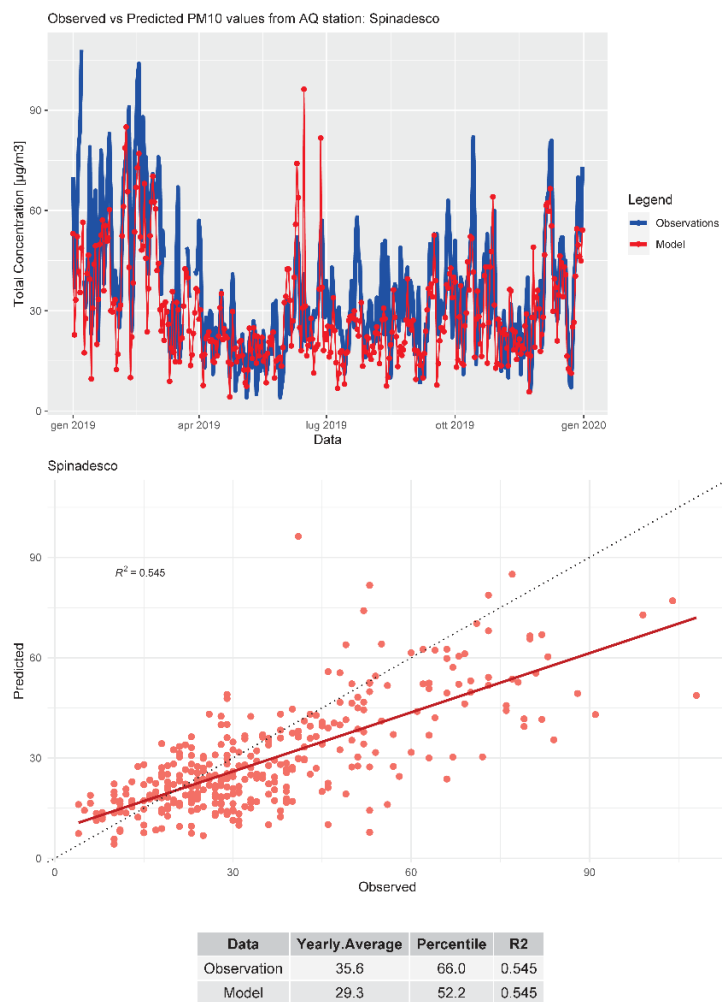 Observed vs Predicted PM10 values from AQ station: Spinadesco
Total Concentration [µg/m3]
90
60
30
0
gen 2019
apr 2019
lug 2019
ott 2019
gen 2020
Data
Legend
Observations
Model
Spinadesco
R² = 0.545
Predicted
90
60
30
0
0
30
60
90
Observed
Data Yearly.Average Percentile R2
Observation 35.6 66.0 0.545
Model 29.3 52.2 0.545